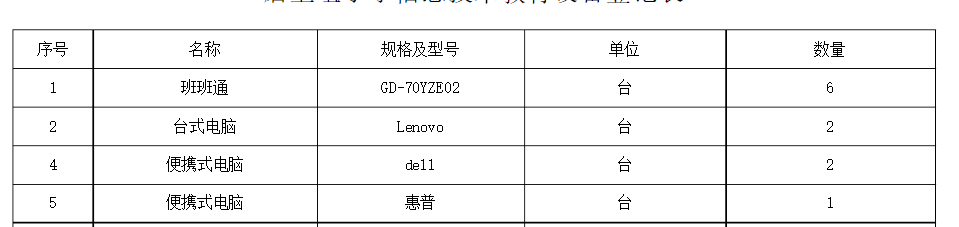 序号 名称 规格及型号 单位 数量
1 班班通 GD-70YZE02 台 6
2 台式电脑 Lenovo 台 2
4 便携式电脑 dell 台 2
5 便携式电脑 惠普 台 1